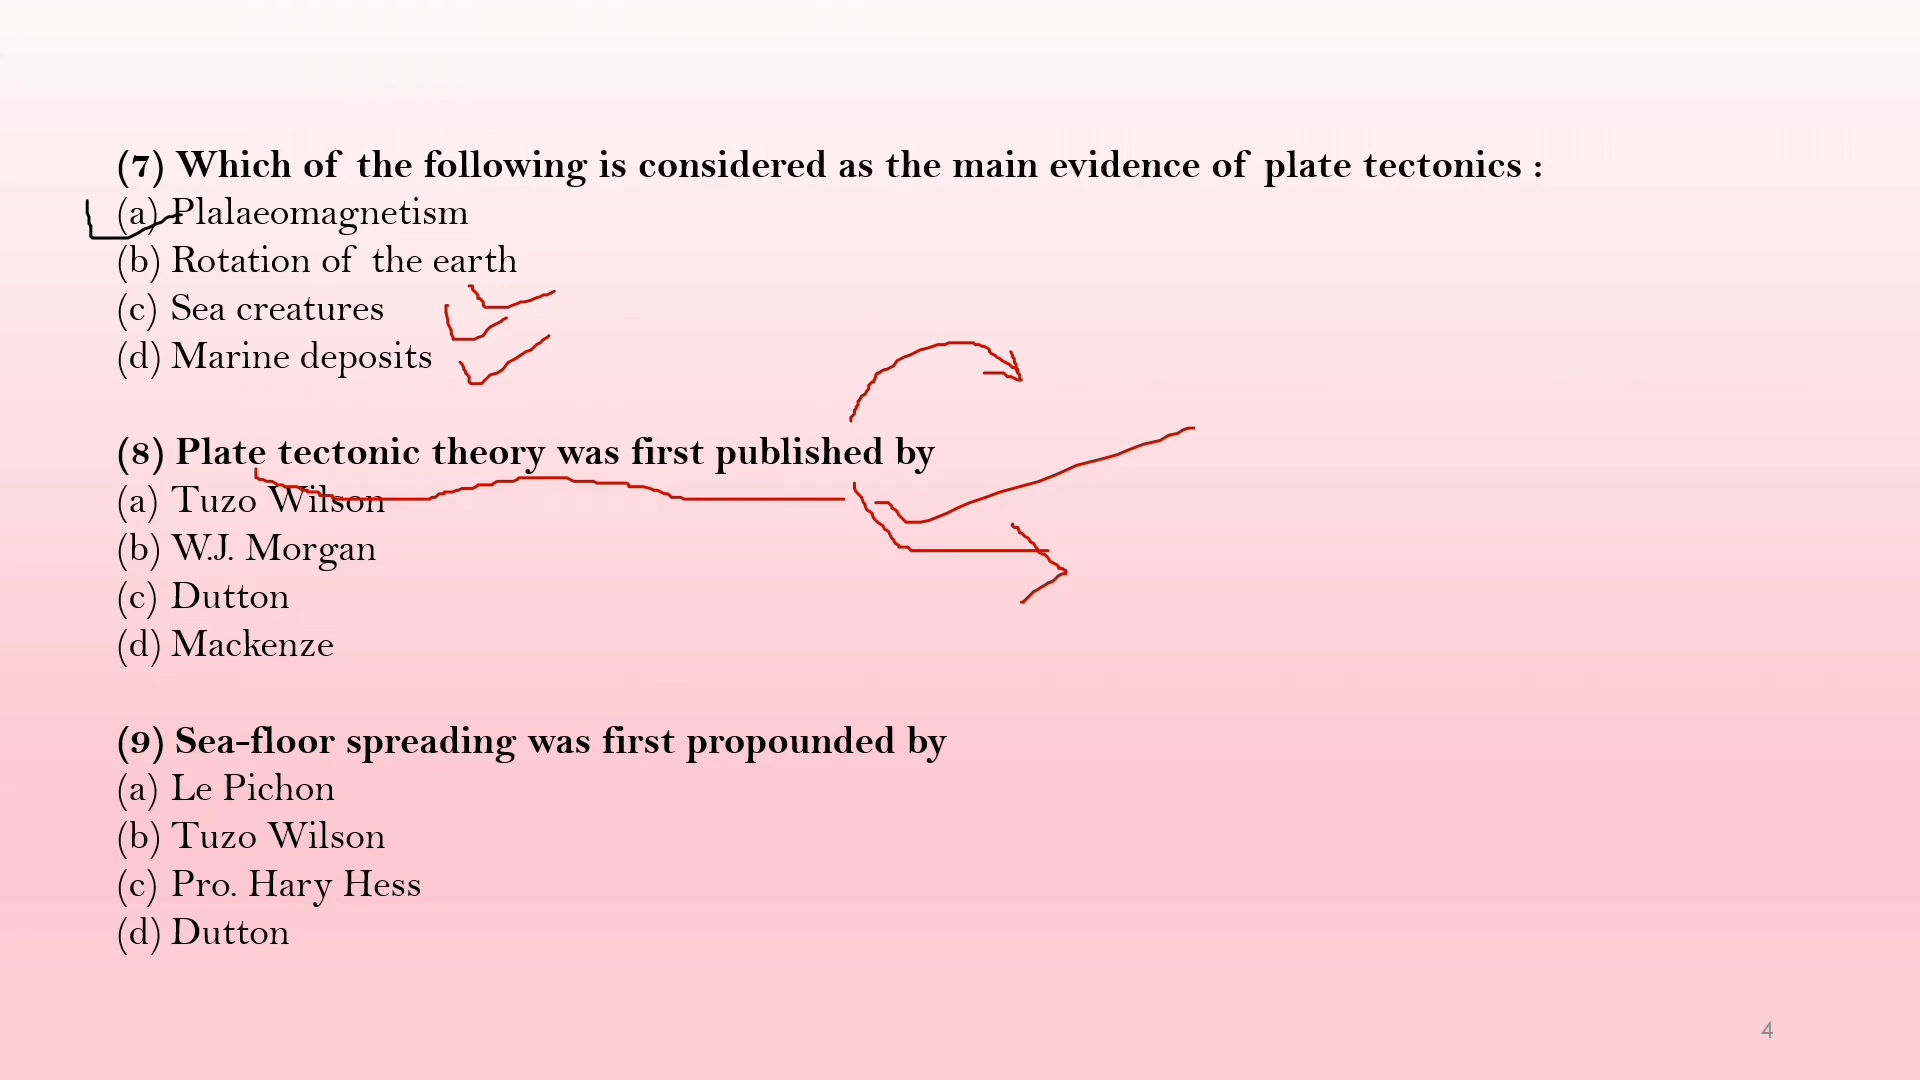 (7) Which of the following is considered as the main evidence of plate tectonics :
(a) Plalaeomagnetism
(b) Rotation of the earth
(c) Sea creatures
(d) Marine deposits
(8) Plate tectonic theory was first published by
(a) Tuzo Wilson
(b) W.J. Morgan
(c) Dutton
(d) Mackenze
(9) Sea-floor spreading was first propounded by
(a) Le Pichon
(b) Tuzo Wilson
(c) Pro. Hary Hess
(d) Dutton
4